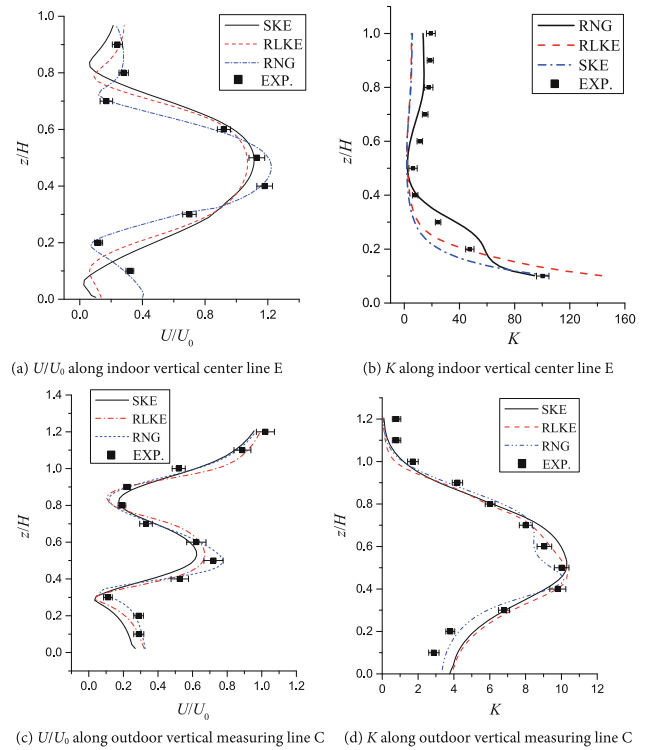 SKE
RLKE
RNG
EXP.
1.0
0.8
0.6
0.4
0.2
0.0
z/H
0.0 0.4 0.8 1.2
U/U₀
(a) U/U₀ along indoor vertical center line E
RNG
RLKE
SKE
EXP.
1.0
0.8
0.6
0.4
0.2
0.0
z/H
0 40 80 120 160
K
(b) K along indoor vertical center line E
SKE
RLKE
RNG
EXP.
1.4
1.2
1.0
0.8
0.6
0.4
0.2
0.0
z/H
0.0 0.2 0.4 0.6 0.8 1.0 1.2
U/U₀
(c) U/U₀ along outdoor vertical measuring line C
SKE
RLKE
RNG
EXP.
1.4
1.2
1.0
0.8
0.6
0.4
0.2
0.0
z/H
0 2 4 6 8 10 12
K
(d) K along outdoor vertical measuring line C